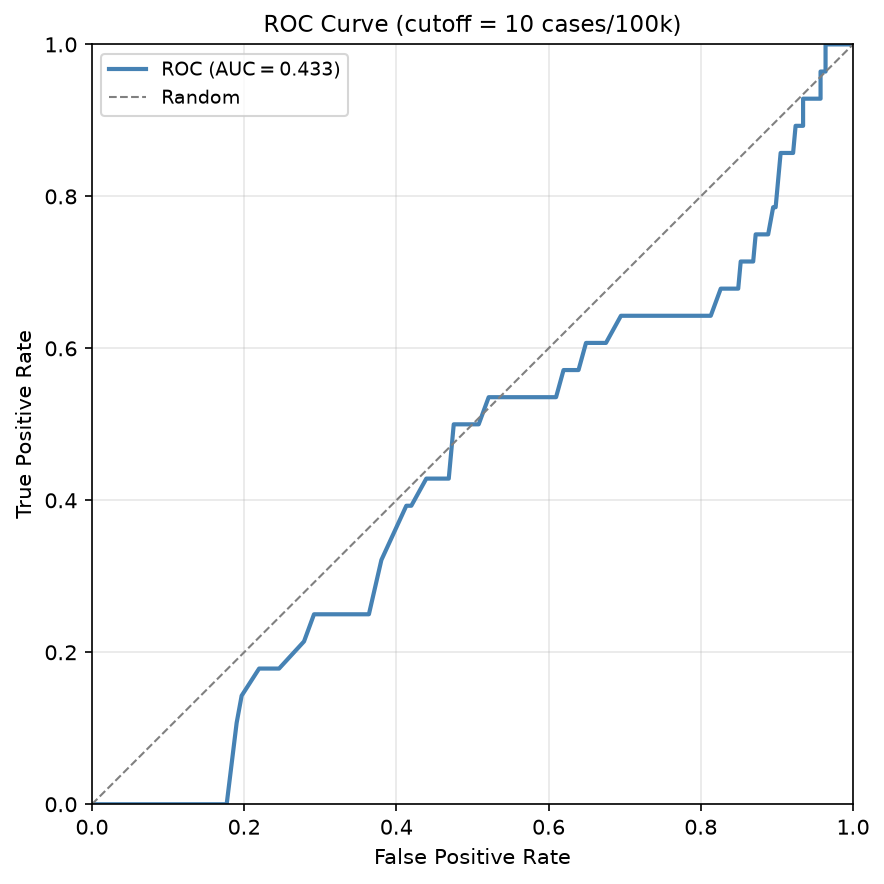 ROC Curve (cutoff = 10 cases/100k)
ROC (AUC = 0.433)
Random
True Positive Rate
1.0
0.8
0.6
0.4
0.2
0.0
0.0 0.2 0.4 0.6 0.8 1.0
False Positive Rate